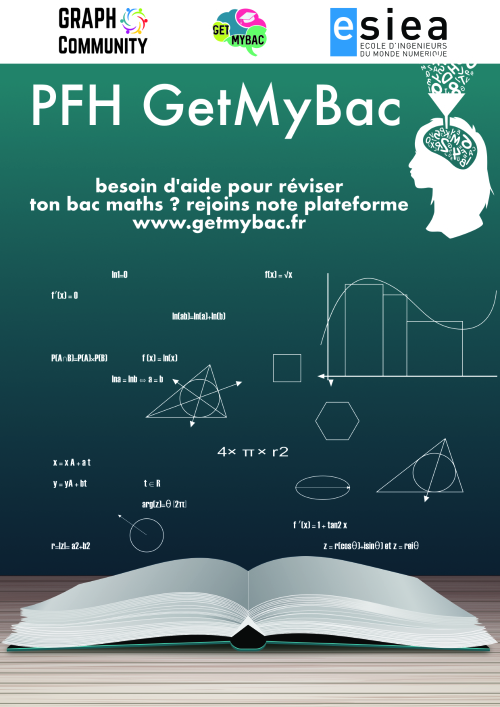 GRAPH
COMMUNITY
GET
MYBAC
esiea
ECOLE D'INGENIEURS
DU MONDE NUMERIQUE
PFH GetMyBac
besoin d'aide pour réviser
ton bac maths ? rejoins note plateforme
www.getmybac.fr
ln1=0
f(x) = √x
f´(x) = 0
ln(ab)=ln(a)+ln(b)
P(A∩B)=P(A)×P(B)
f (x) = ln(x)
lna = lnb ⇔ a = b
4× π × r2
x = x A + a t
y = yA + bt
t ∈ R
arg(z)=θ [2π]
f ´(x) = 1 + tan2 x
r=|z|= a2+b2
z = r(cosθ)+isinθ) et z = reiθ